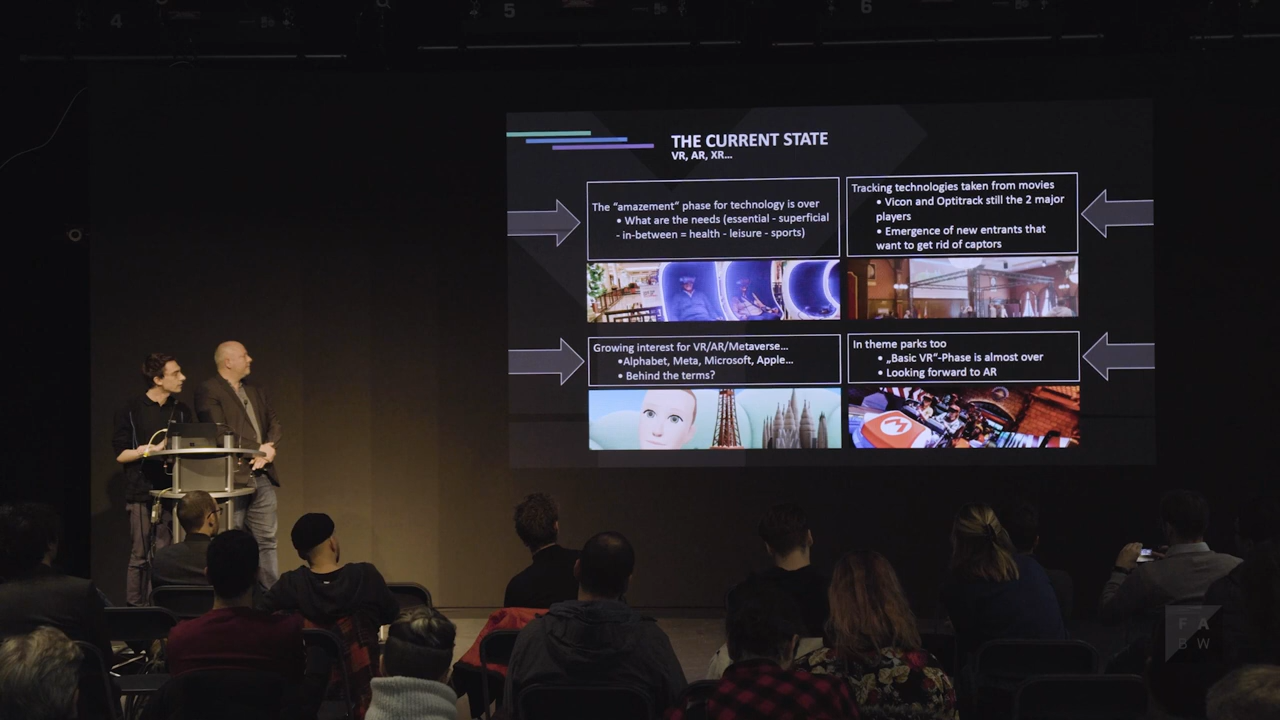 4
5
6
THE CURRENT STATE
VR, AR, XR...
The "amazement" phase for technology is over
• What are the needs (essential - superficial
- in-between = health - leisure - sports)
Tracking technologies taken from movies
• Vicon and Optitrack still the 2 major
players
• Emergence of new entrants that
want to get rid of captors
Growing interest for VR/AR/Metaverse...
•Alphabet, Meta, Microsoft, Apple...
• Behind the terms?
In theme parks too
• „Basic VR“-Phase is almost over
• Looking forward to AR
M
F A
B W